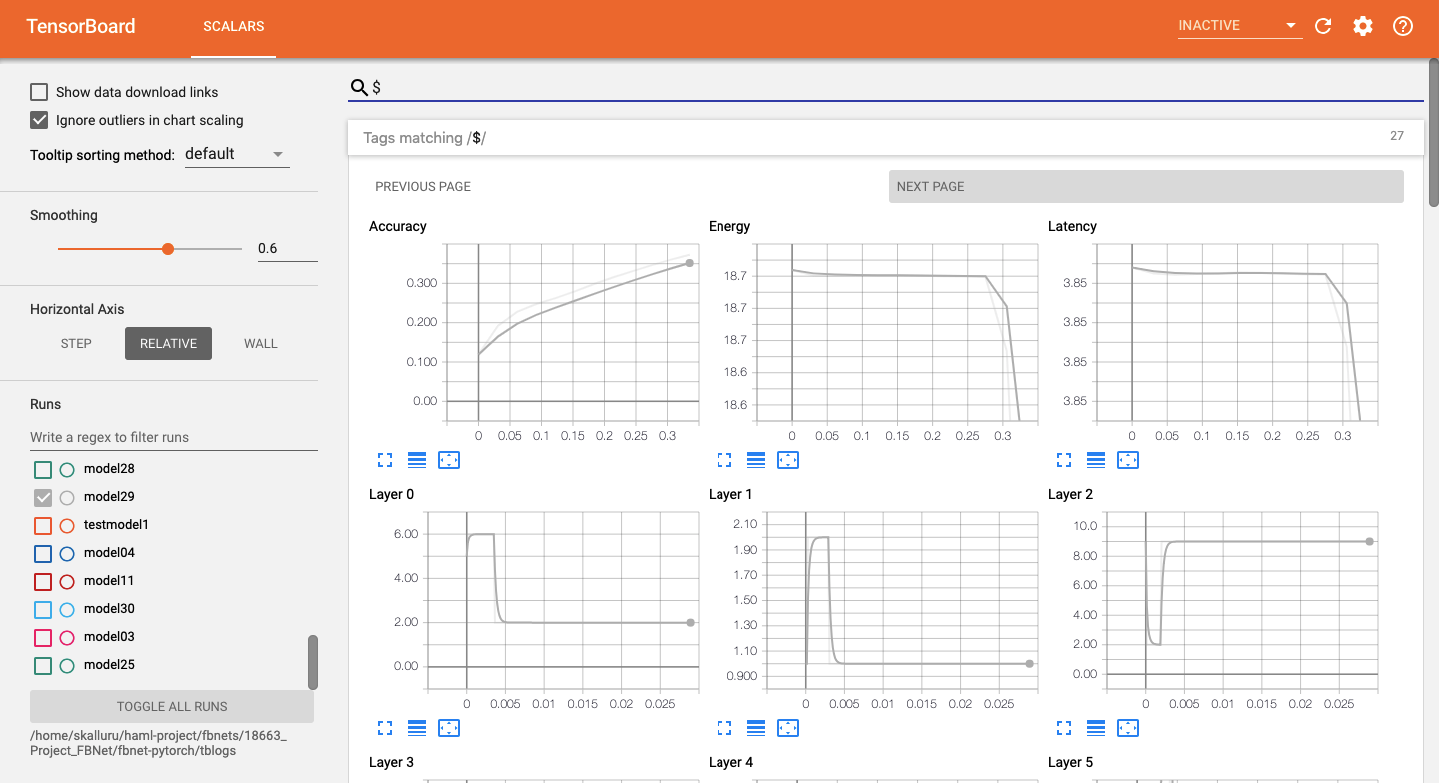 TensorBoard SCALARS INACTIVE
Show data download links
Ignore outliers in chart scaling
Tooltip sorting method: default
Smoothing
0.6
Horizontal Axis
STEP RELATIVE WALL
Runs
Write a regex to filter runs
model28
model29
testmodel1
model04
model11
model30
model03
model25
TOGGLE ALL RUNS
/home/skalluru/haml-project/fbnets/18663_
Project_FBNet/fbnet-pytorch/tblogs
$
Tags matching /$/ 27
PREVIOUS PAGE NEXT PAGE
Accuracy
0.300
0.200
0.100
0.00
0 0.05 0.1 0.15 0.2 0.25 0.3
Energy
18.7
18.7
18.7
18.6
18.6
0 0.05 0.1 0.15 0.2 0.25 0.3
Latency
3.85
3.85
3.85
3.85
0 0.05 0.1 0.15 0.2 0.25 0.3
Layer 0
6.00
4.00
2.00
0.00
0 0.005 0.01 0.015 0.02 0.025
Layer 1
2.10
1.90
1.70
1.50
1.30
1.10
0.900
0 0.005 0.01 0.015 0.02 0.025
Layer 2
10.0
8.00
6.00
4.00
2.00
0.00
0 0.005 0.01 0.015 0.02 0.025
Layer 3 Layer 4 Layer 5